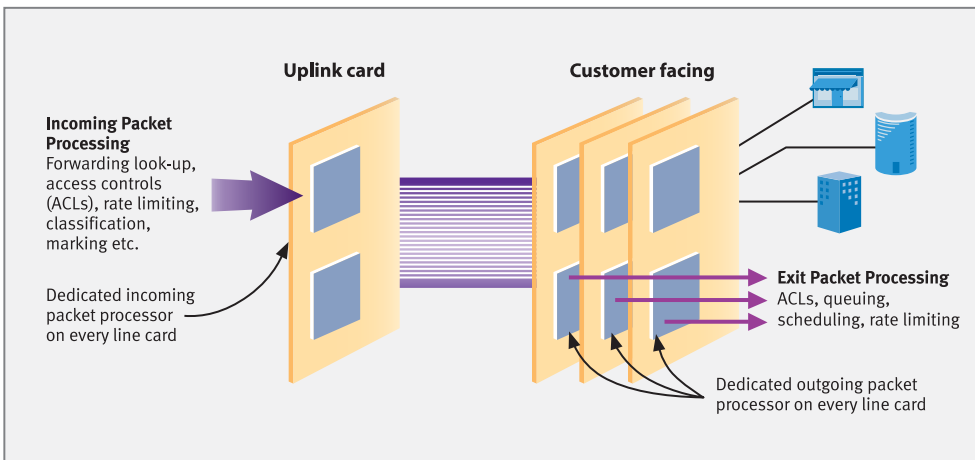 Uplink card
Customer facing
Incoming Packet
Processing
Forwarding look-up,
access controls
(ACLs), rate limiting,
classification,
marking etc.
Dedicated incoming
packet processor
on every line card
Exit Packet Processing
ACLs, queuing,
scheduling, rate limiting
Dedicated outgoing packet
processor on every line card